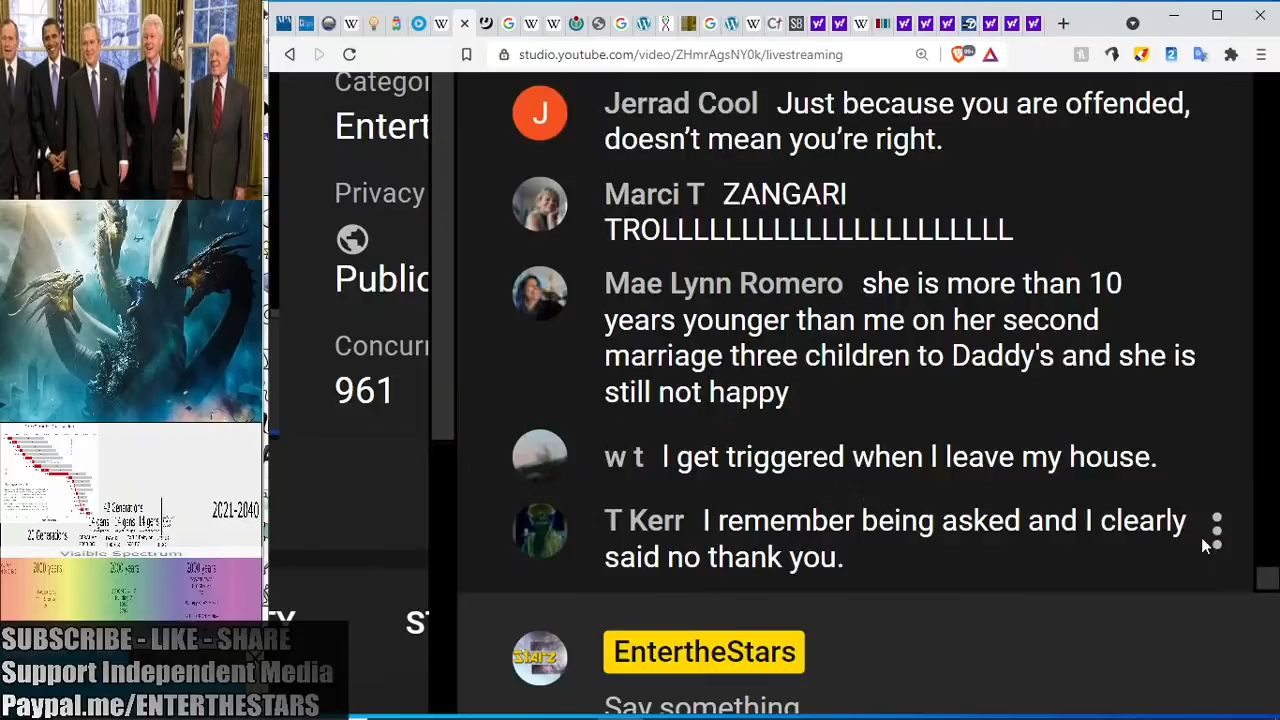 studio.youtube.com/video/ZHmrAgsNY0k/livestreaming
Categor
Entert
Privacy
Public
Concurr
961
Jerrad Cool Just because you are offended,
doesn’t mean you’re right.
Marci T ZANGARI
TROLLLLLLLLLLLLLLLLLLLLLL
Mae Lynn Romero she is more than 10
years younger than me on her second
marriage three children to Daddy's and she is
still not happy
w t I get triggered when I leave my house.
J
T Kerr I remember being asked and I clearly
said no thank you.
STARZ
EntertheStars
Say something
2021-2040
Visible Spectrum
SUBSCRIBE - LIKE - SHARE
Support Independent Media
Paypal.me/ENTERTHESTARS